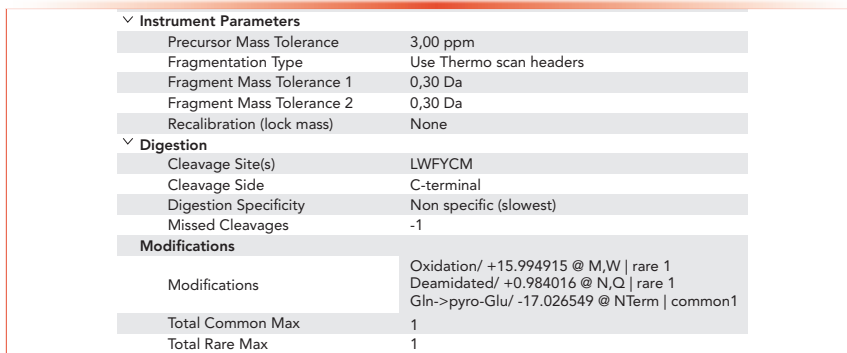 Instrument Parameters
Precursor Mass Tolerance 3,00 ppm
Fragmentation Type Use Thermo scan headers
Fragment Mass Tolerance 1 0,30 Da
Fragment Mass Tolerance 2 0,30 Da
Recalibration (lock mass) None
Digestion
Cleavage Site(s) LWFYCM
Cleavage Side C-terminal
Digestion Specificity Non specific (slowest)
Missed Cleavages -1
Modifications
Oxidation/ +15.994915 @ M,W | rare 1
Modifications Deamidated/ +0.984016 @ N,Q | rare 1
Gln->pyro-Glu/ -17.026549 @ NTerm | common1
Total Common Max 1
Total Rare Max 1